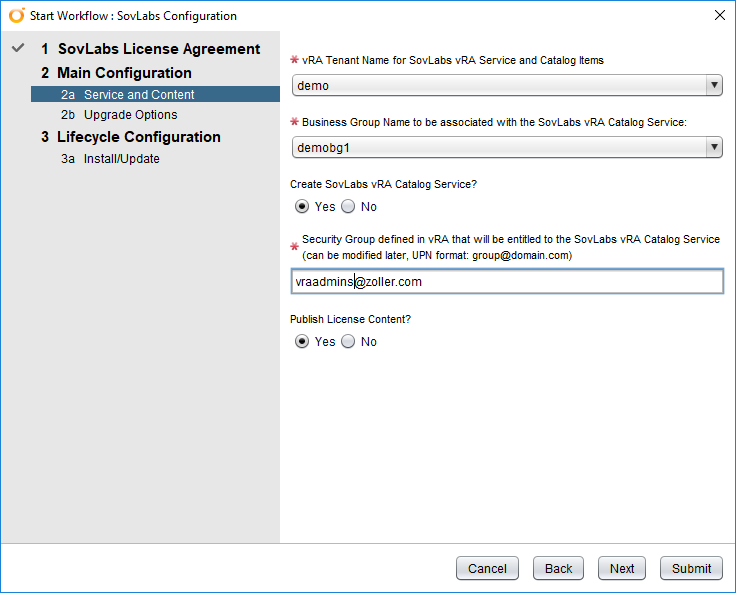 Start Workflow : SovLabs Configuration
1 SovLabs License Agreement
2 Main Configuration
2a Service and Content
2b Upgrade Options
3 Lifecycle Configuration
3a Install/Update
* vRA Tenant Name for SovLabs vRA Service and Catalog Items
demo
* Business Group Name to be associated with the SovLabs vRA Catalog Service:
demobg1
Create SovLabs vRA Catalog Service?
Yes No
* Security Group defined in vRA that will be entitled to the SovLabs vRA Catalog Service
(can be modified later, UPN format: group@domain.com)
vraadmins@zoller.com
Publish License Content?
Yes No
Cancel Back Next Submit